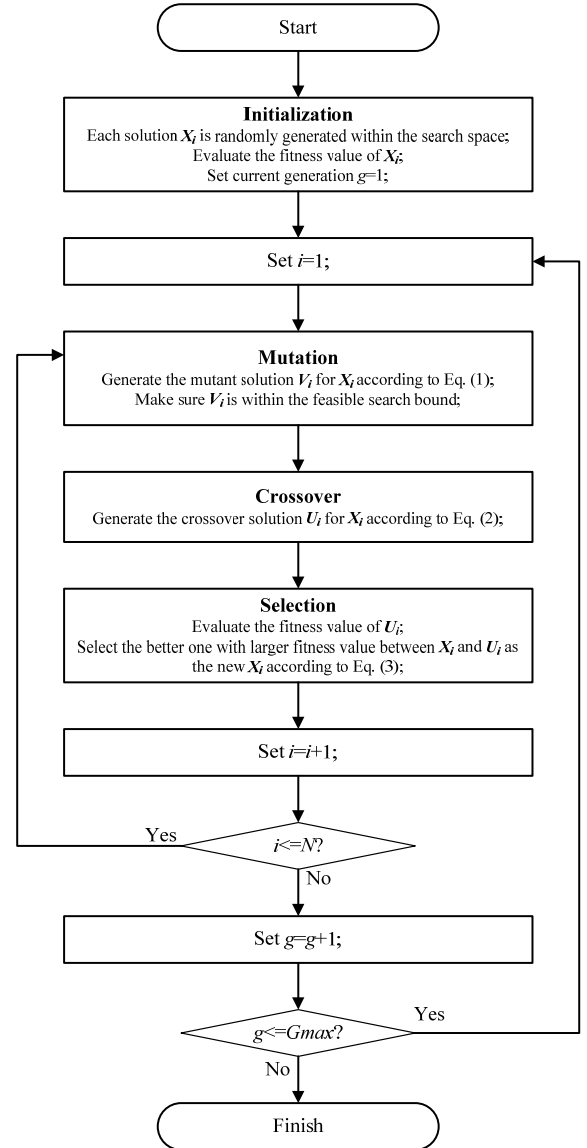 Start
Initialization
Each solution Xi is randomly generated within the search space;
Evaluate the fitness value of Xi;
Set current generation g=1;
Set i=1;
Mutation
Generate the mutant solution Vi for Xi according to Eq. (1);
Make sure Vi is within the feasible search bound;
Crossover
Generate the crossover solution Ui for Xi according to Eq. (2);
Selection
Evaluate the fitness value of Ui;
Select the better one with larger fitness value between Xi and Ui as
the new Xi according to Eq. (3);
Set i=i+1;
Yes
i<=N?
No
Set g=g+1;
Yes
g<=Gmax?
No
Finish